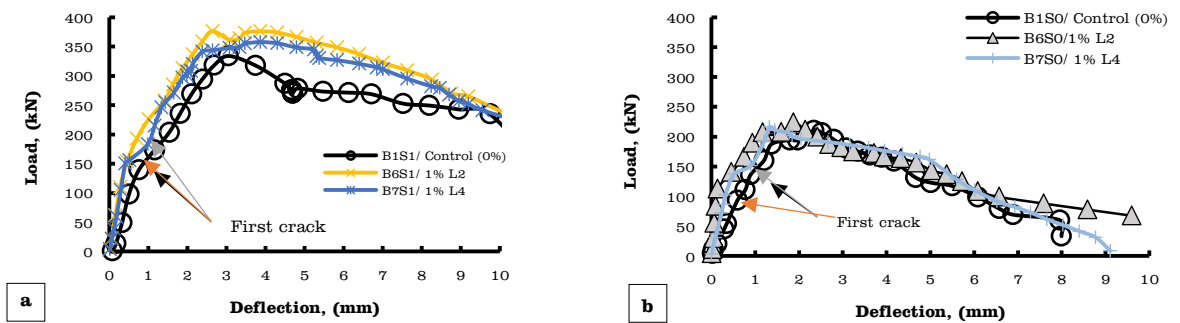 400
350
300
250
200
150
100
50
0
Load, (kN)
B1S1/ Control (0%)
B6S1/ 1% L2
B7S1/ 1% L4
First crack
0 1 2 3 4 5 6 7 8 9 10
Deflection, (mm)
a
B1S0/ Control (0%)
B6S0/1% L2
B7S0/ 1% L4
400
350
300
250
200
150
100
50
0
Load, (kN)
First crack
0 1 2 3 4 5 6 7 8 9 10
Deflection, (mm)
b